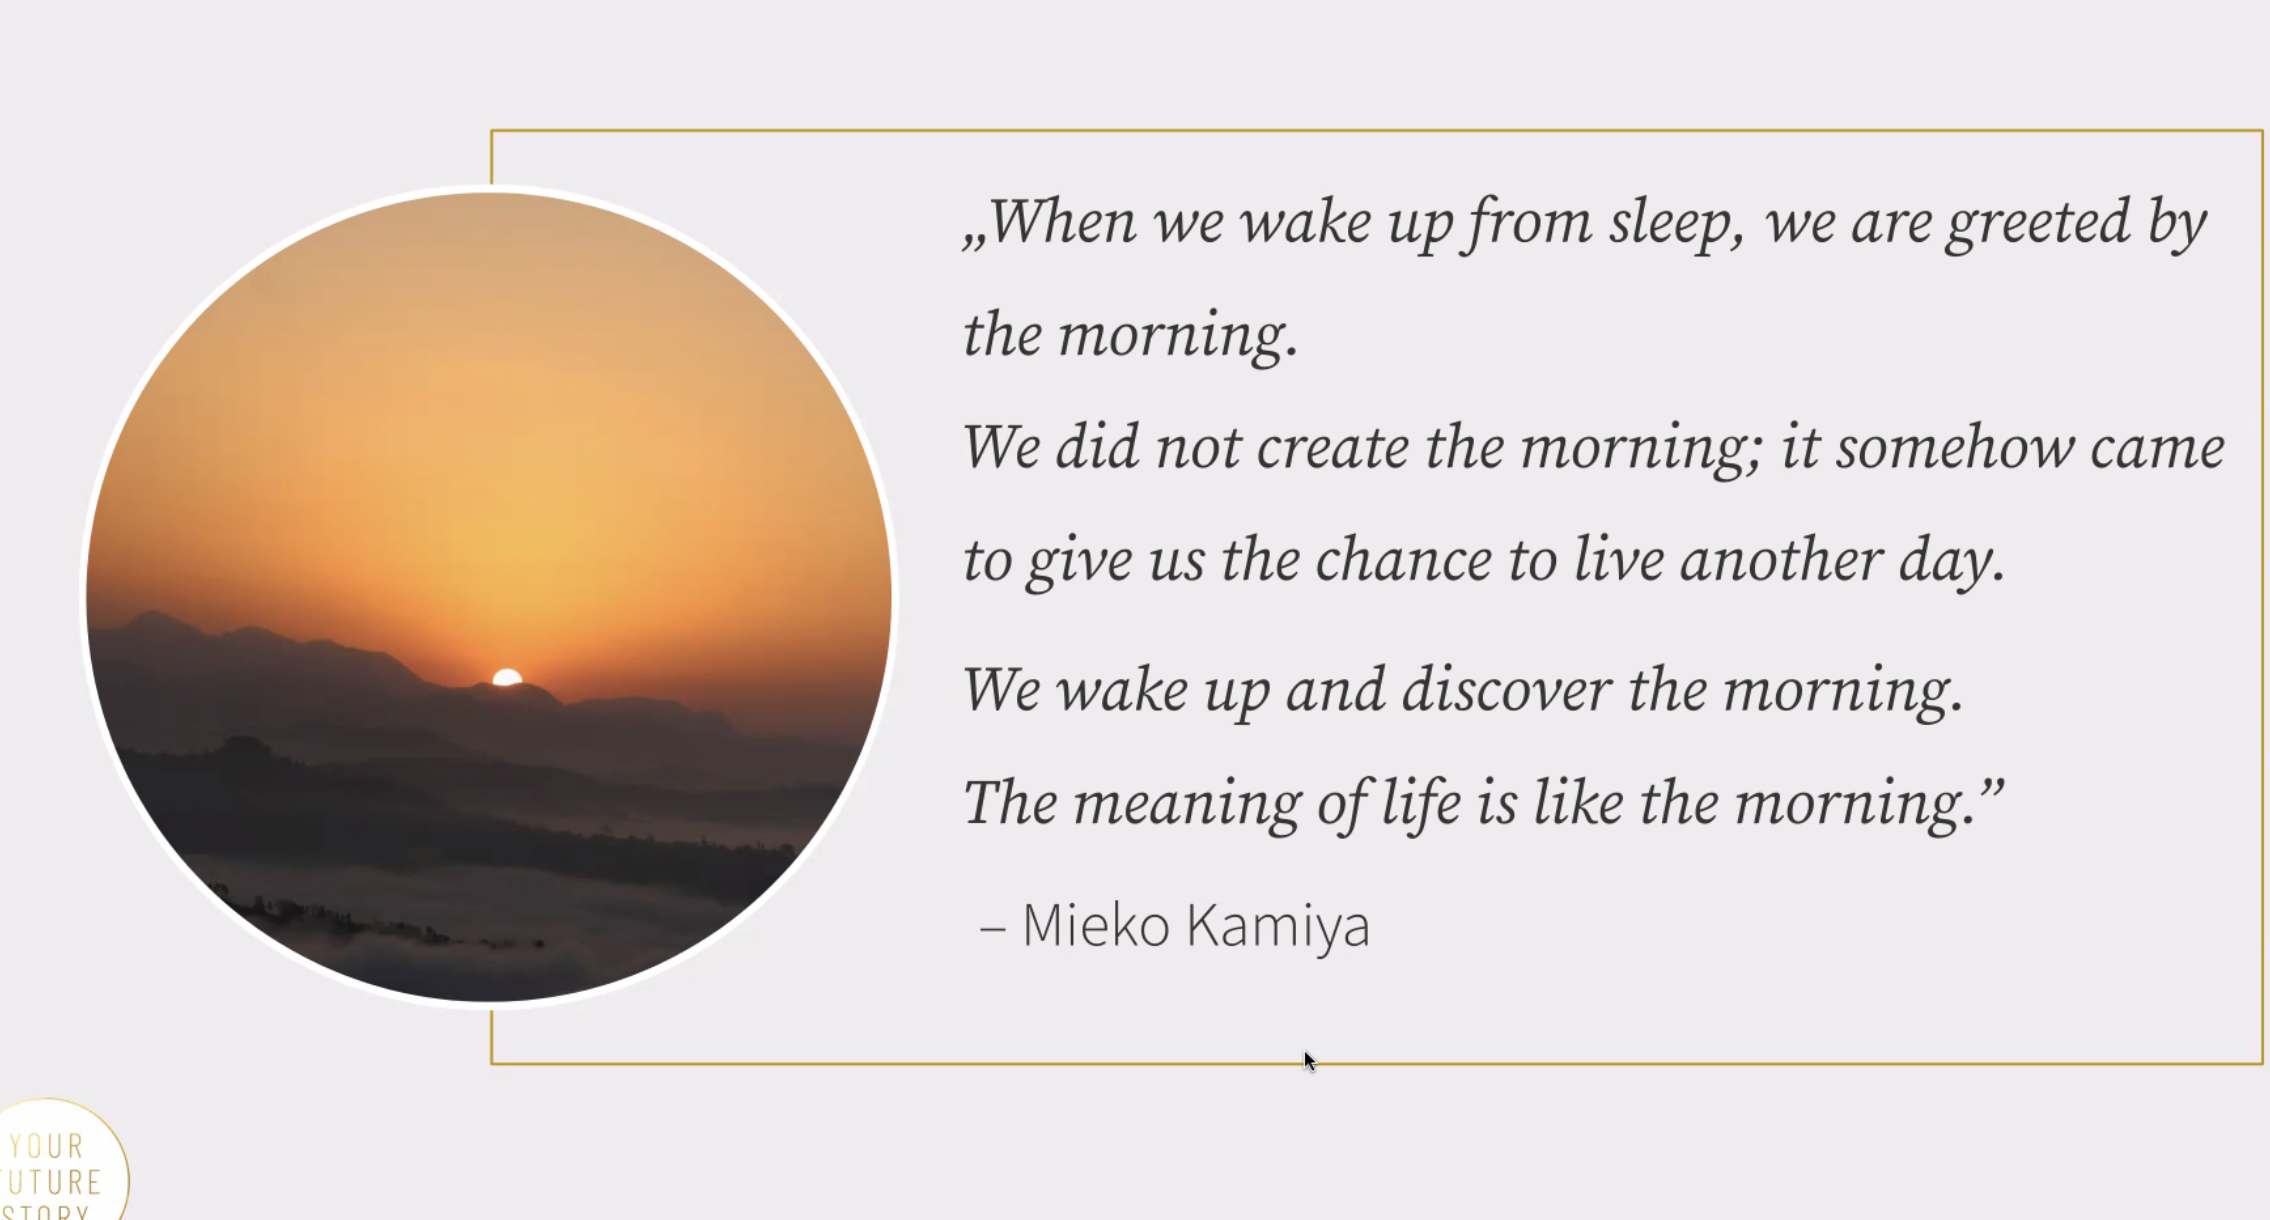 „When we wake up from sleep, we are greeted by
the morning.
We did not create the morning; it somehow came
to give us the chance to live another day.
We wake up and discover the morning.
The meaning of life is like the morning.”
– Mieko Kamiya
YOUR
FUTURE
STORY